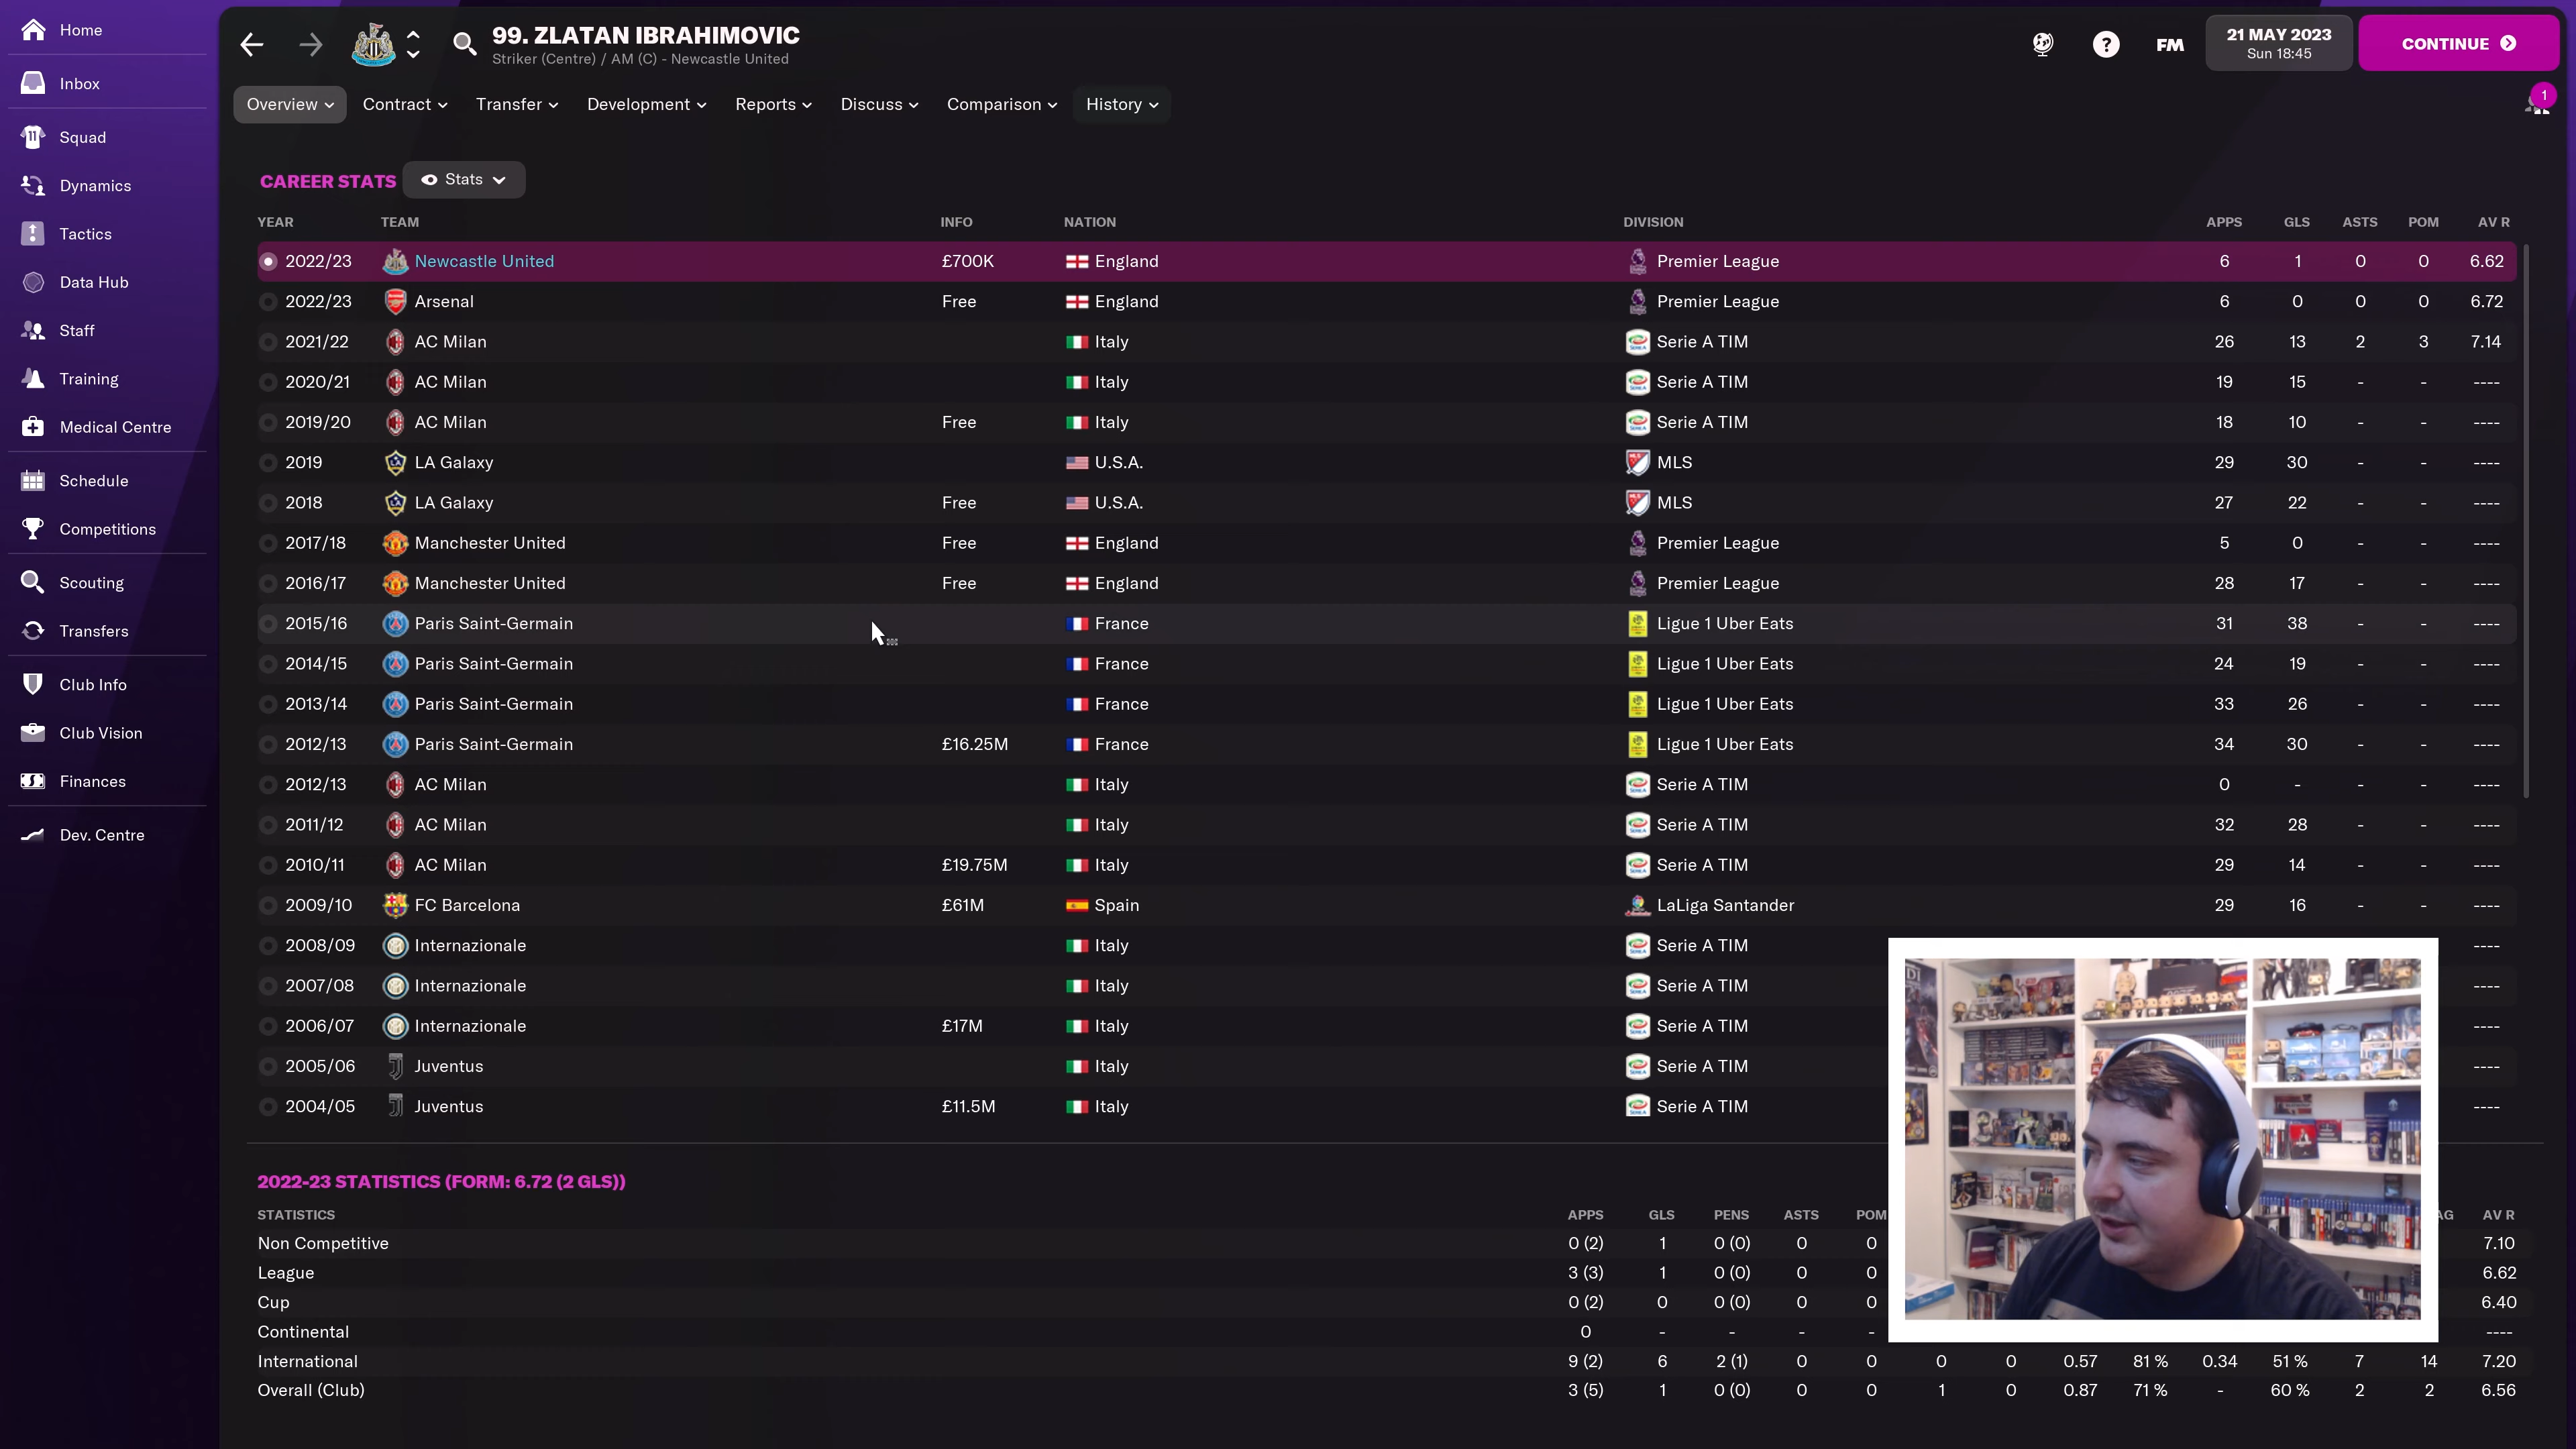 Home
Inbox
Squad
Dynamics
Tactics
Data Hub
Staff
Training
Medical Centre
Schedule
Competitions
Scouting
Transfers
Club Info
Club Vision
Finances
Dev. Centre
99. ZLATAN IBRAHIMOVIC
Striker (Centre) / AM (C) - Newcastle United
FM
21 MAY 2023
Sun 18:45
CONTINUE
1
Overview Contract Transfer Development Reports Discuss Comparison History
CAREER STATS Stats
YEAR TEAM INFO NATION DIVISION APPS GLS ASTS POM AV R
2022/23 Newcastle United £700K England Premier League 6 1 0 0 6.62
2022/23 Arsenal Free England Premier League 6 0 0 0 6.72
2021/22 AC Milan Italy Serie A TIM 26 13 2 3 7.14
2020/21 AC Milan Italy Serie A TIM 19 15 - - ----
2019/20 AC Milan Free Italy Serie A TIM 18 10 - - ----
2019 LA Galaxy U.S.A. MLS 29 30 - - ----
2018 LA Galaxy Free U.S.A. MLS 27 22 - - ----
2017/18 Manchester United Free England Premier League 5 0 - - ----
2016/17 Manchester United Free England Premier League 28 17 - - ----
2015/16 Paris Saint-Germain France Ligue 1 Uber Eats 31 38 - - ----
2014/15 Paris Saint-Germain France Ligue 1 Uber Eats 24 19 - - ----
2013/14 Paris Saint-Germain France Ligue 1 Uber Eats 33 26 - - ----
2012/13 Paris Saint-Germain £16.25M France Ligue 1 Uber Eats 34 30 - - ----
2012/13 AC Milan Italy Serie A TIM 0 - - - ----
2011/12 AC Milan Italy Serie A TIM 32 28 - - ----
2010/11 AC Milan £19.75M Italy Serie A TIM 29 14 - - ----
2009/10 FC Barcelona £61M Spain LaLiga Santander 29 16 - - ----
2008/09 Internazionale Italy Serie A TIM ----
2007/08 Internazionale Italy Serie A TIM ----
2006/07 Internazionale £17M Italy Serie A TIM ----
2005/06 Juventus Italy Serie A TIM ----
2004/05 Juventus £11.5M Italy Serie A TIM ----
2022-23 STATISTICS (FORM: 6.72 (2 GLS))
STATISTICS APPS GLS PENS ASTS POM AG AV R
Non Competitive 0 (2) 1 0 (0) 0 0 7.10
League 3 (3) 1 0 (0) 0 0 6.62
Cup 0 (2) 0 0 (0) 0 0 6.40
Continental 0 - - - - ----
International 9 (2) 6 2 (1) 0 0 0 0 0.57 81 % 0.34 51 % 7 14 7.20
Overall (Club) 3 (5) 1 0 (0) 0 0 1 0 0.87 71 % - 60 % 2 2 6.56